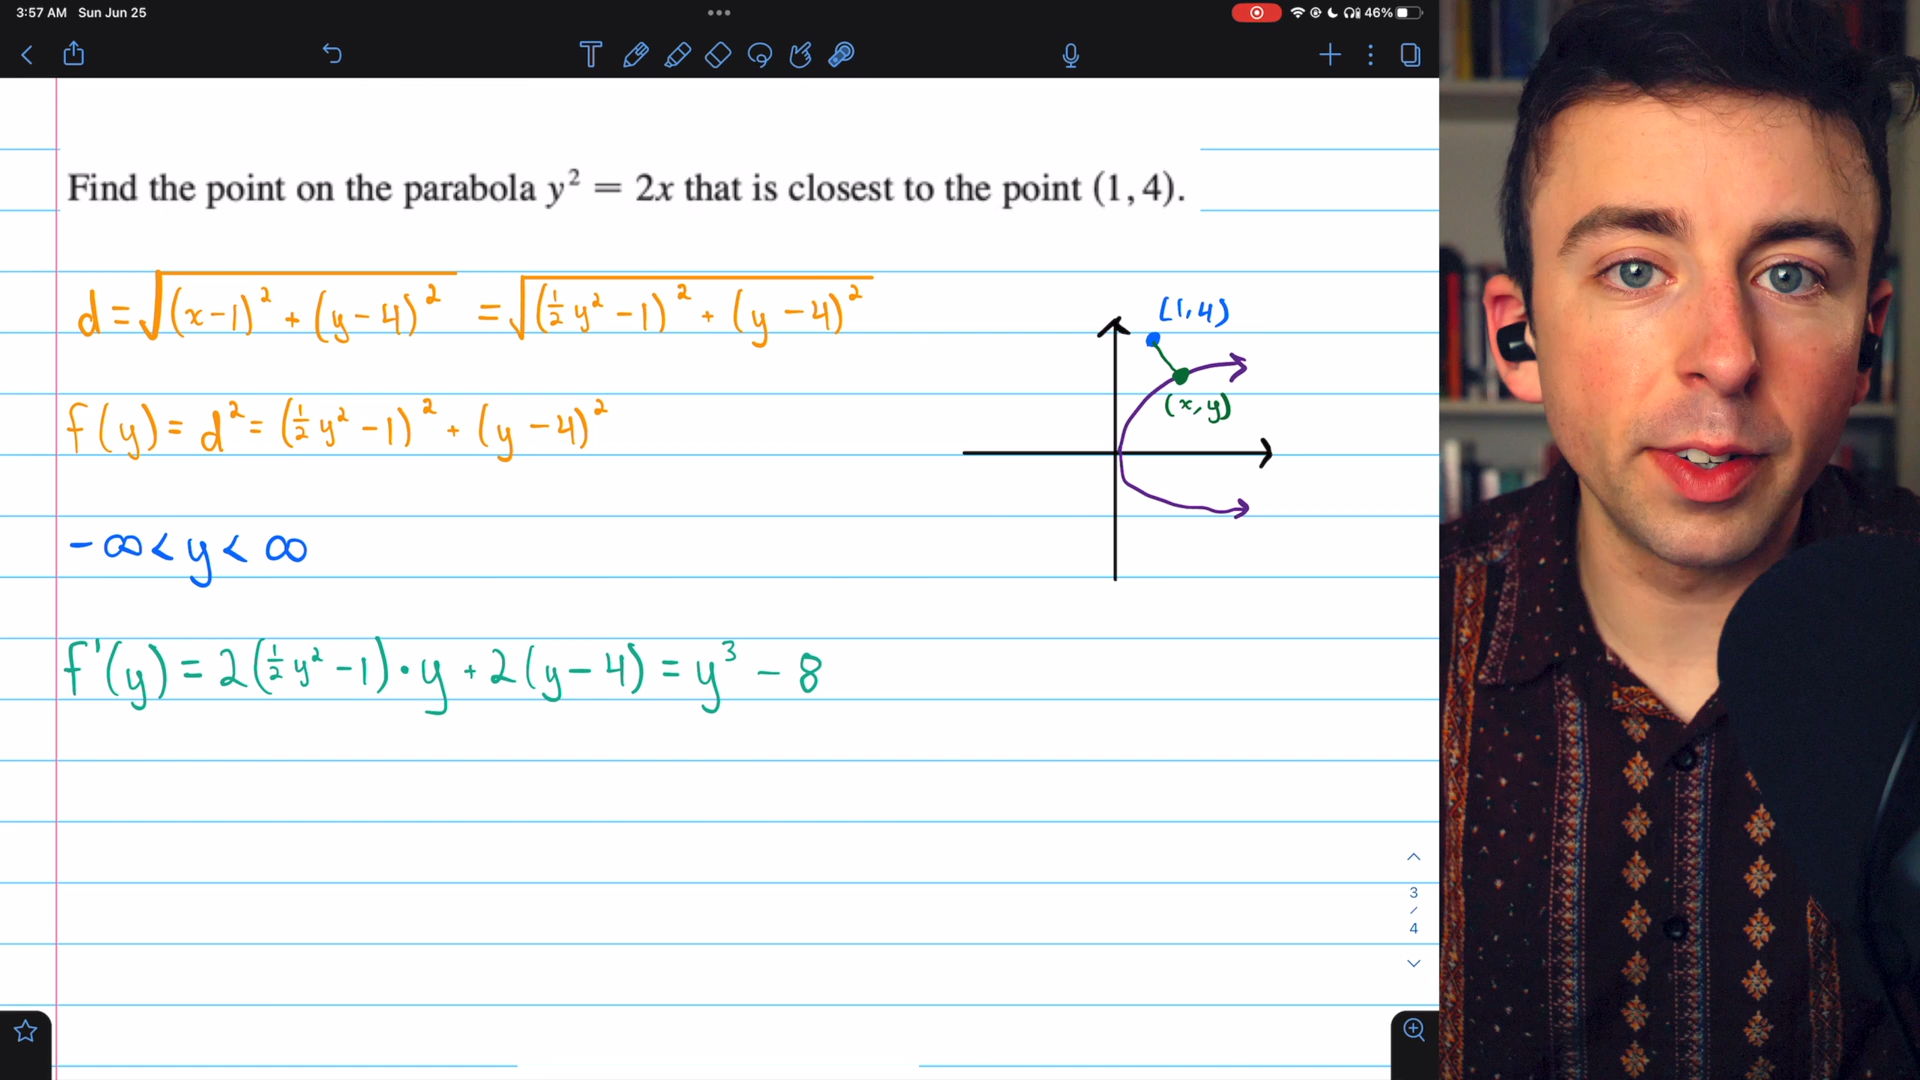 3:57 AM Sun Jun 25
46%
Find the point on the parabola y² = 2x that is closest to the point (1, 4).
d = √((x-1)² + (y-4)²) = √((½y² - 1)² + (y - 4)²)
(1,4)
(x,y)
f(y) = d² = (½y² - 1)² + (y - 4)²
-∞ < y < ∞
f'(y) = 2(½y² - 1) · y + 2(y - 4) = y³ - 8
3
/
4